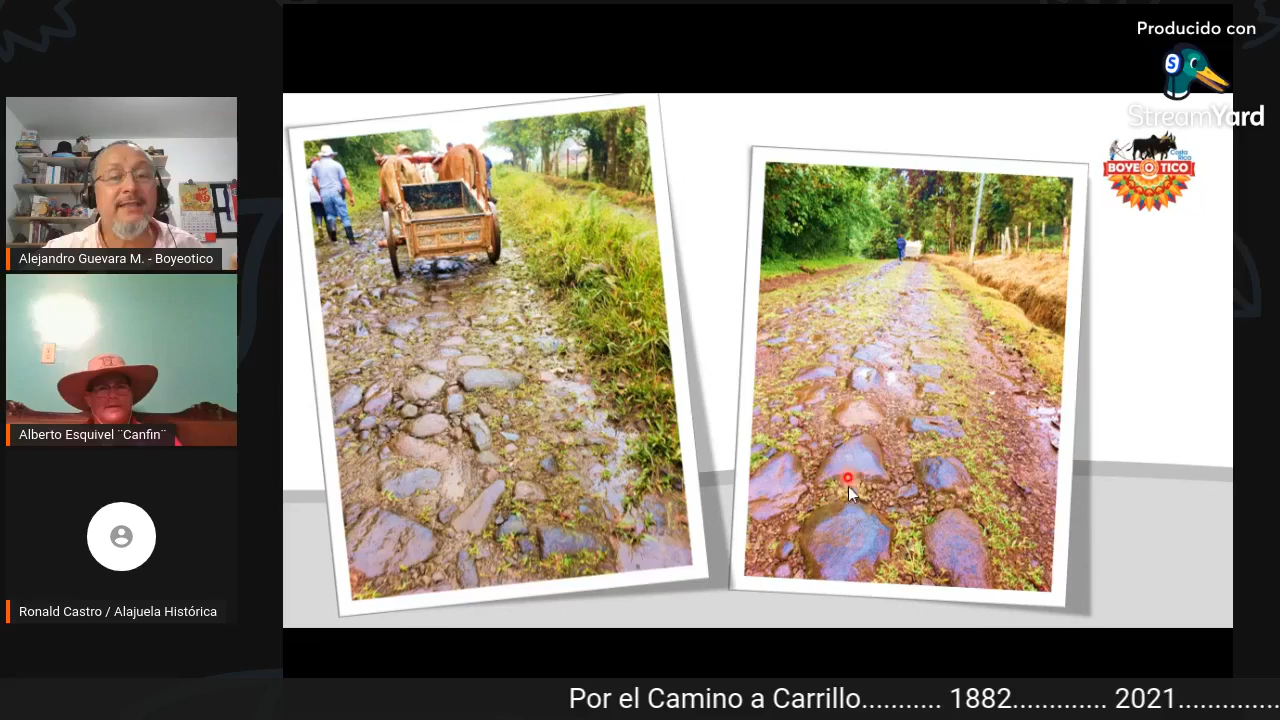 Producido con
StreamYard
Costa
Rica
BOYEOTICO
Alejandro Guevara M. - Boyeotico
Alberto Esquivel ¨Canfin¨
Ronald Castro / Alajuela Histórica
Por el Camino a Carrillo.......... 1882............ 2021.............